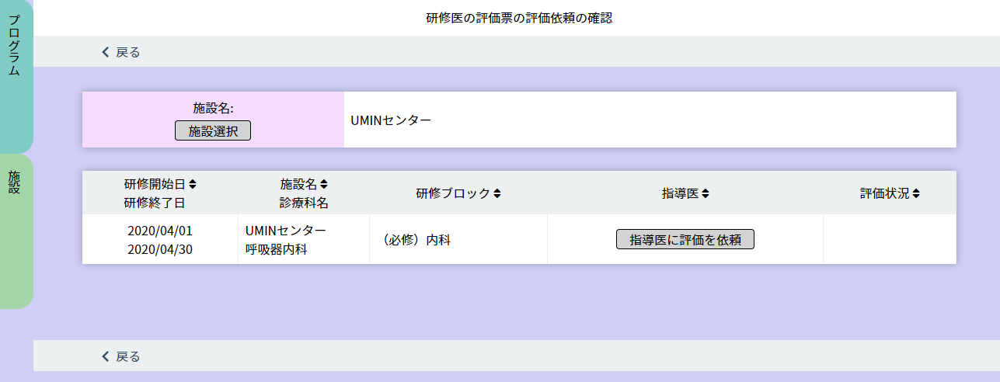 プログラム
施設
研修医の評価票の評価依頼の確認
戻る
施設名:
施設選択
UMINセンター
研修開始日
研修終了日
施設名
診療科名
研修ブロック
指導医
評価状況
2020/04/01
2020/04/30
UMINセンター
呼吸器内科
（必修）内科
指導医に評価を依頼
戻る